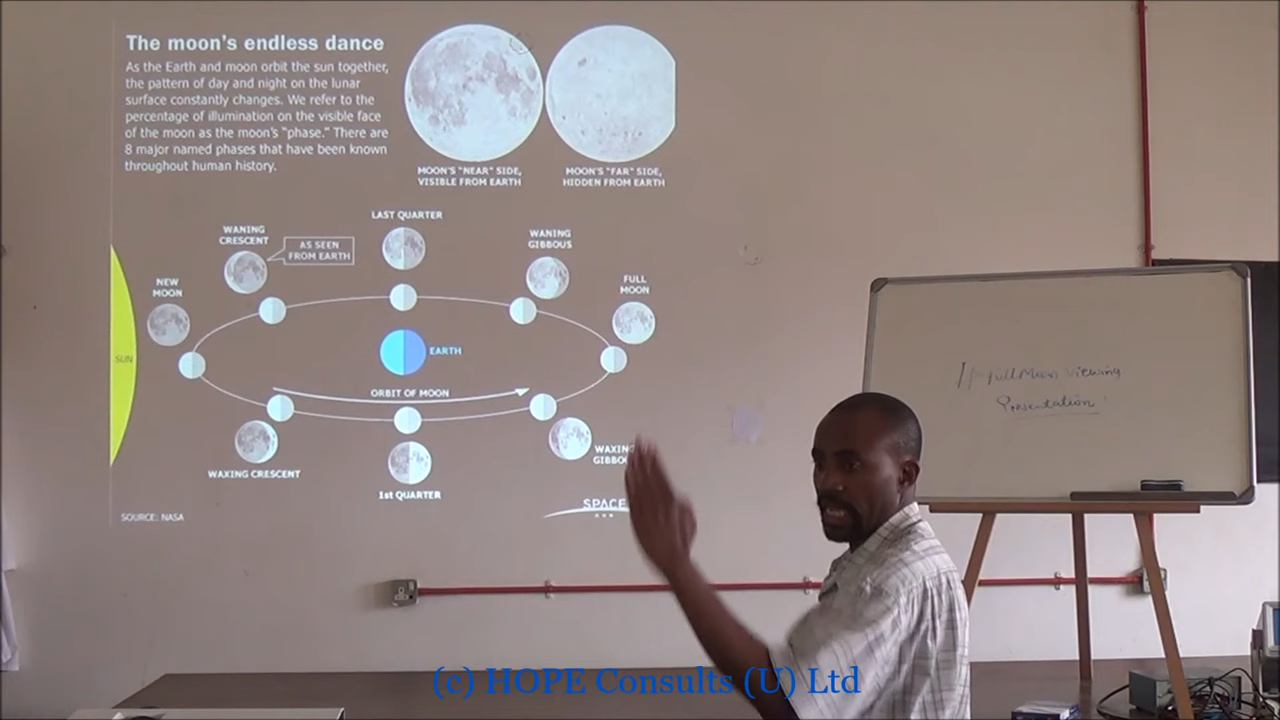 The moon's endless dance
As the Earth and moon orbit the sun together,
the pattern of day and night on the lunar
surface constantly changes. We refer to the
percentage of illumination on the visible face
of the moon as the moon's "phase." There are
8 major named phases that have been known
throughout human history.
MOON'S "NEAR" SIDE,
VISIBLE FROM EARTH
MOON'S "FAR" SIDE,
HIDDEN FROM EARTH
LAST QUARTER
WANING
CRESCENT
AS SEEN
FROM EARTH
WANING
GIBBOUS
NEW
MOON
FULL
MOON
SUN
EARTH
ORBIT OF MOON
WAXING CRESCENT
1st QUARTER
WAXING
GIBBOU
SPACE
SOURCE: NASA
Full Moon Viewing
Presentation
(c) HOPE Consults (U) Ltd